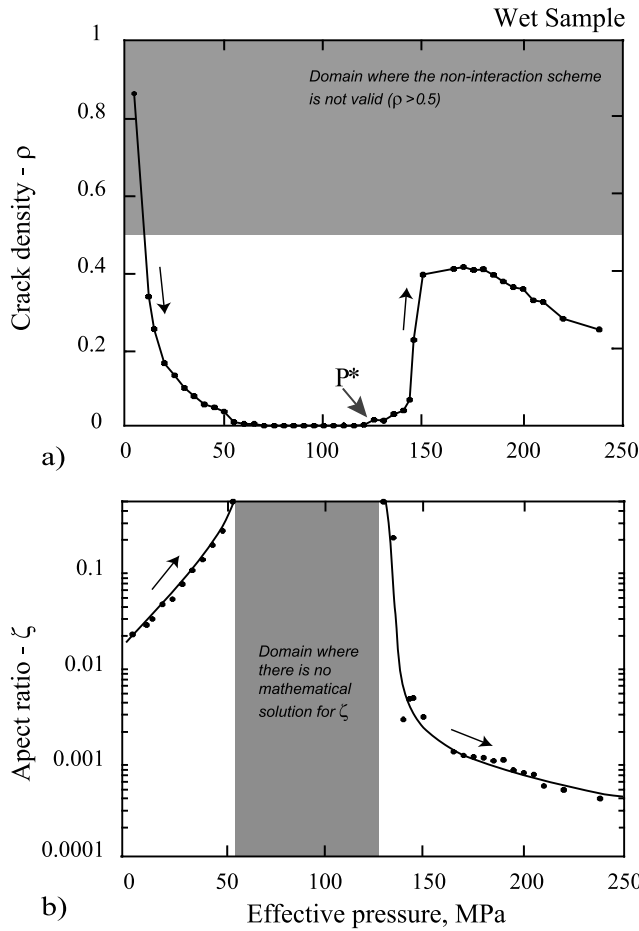 Wet Sample
1
Domain where the non-interaction scheme
is not valid (ρ > 0.5)
0.8
0.6
Crack density - ρ
0.4
0.2
P*
0
0 50 100 150 200 250
a)
0.1
0.01
Apect ratio - ζ
Domain where
there is no
mathematical
solution for ζ
0.001
0.0001
0 50 100 150 200 250
b)
Effective pressure, MPa